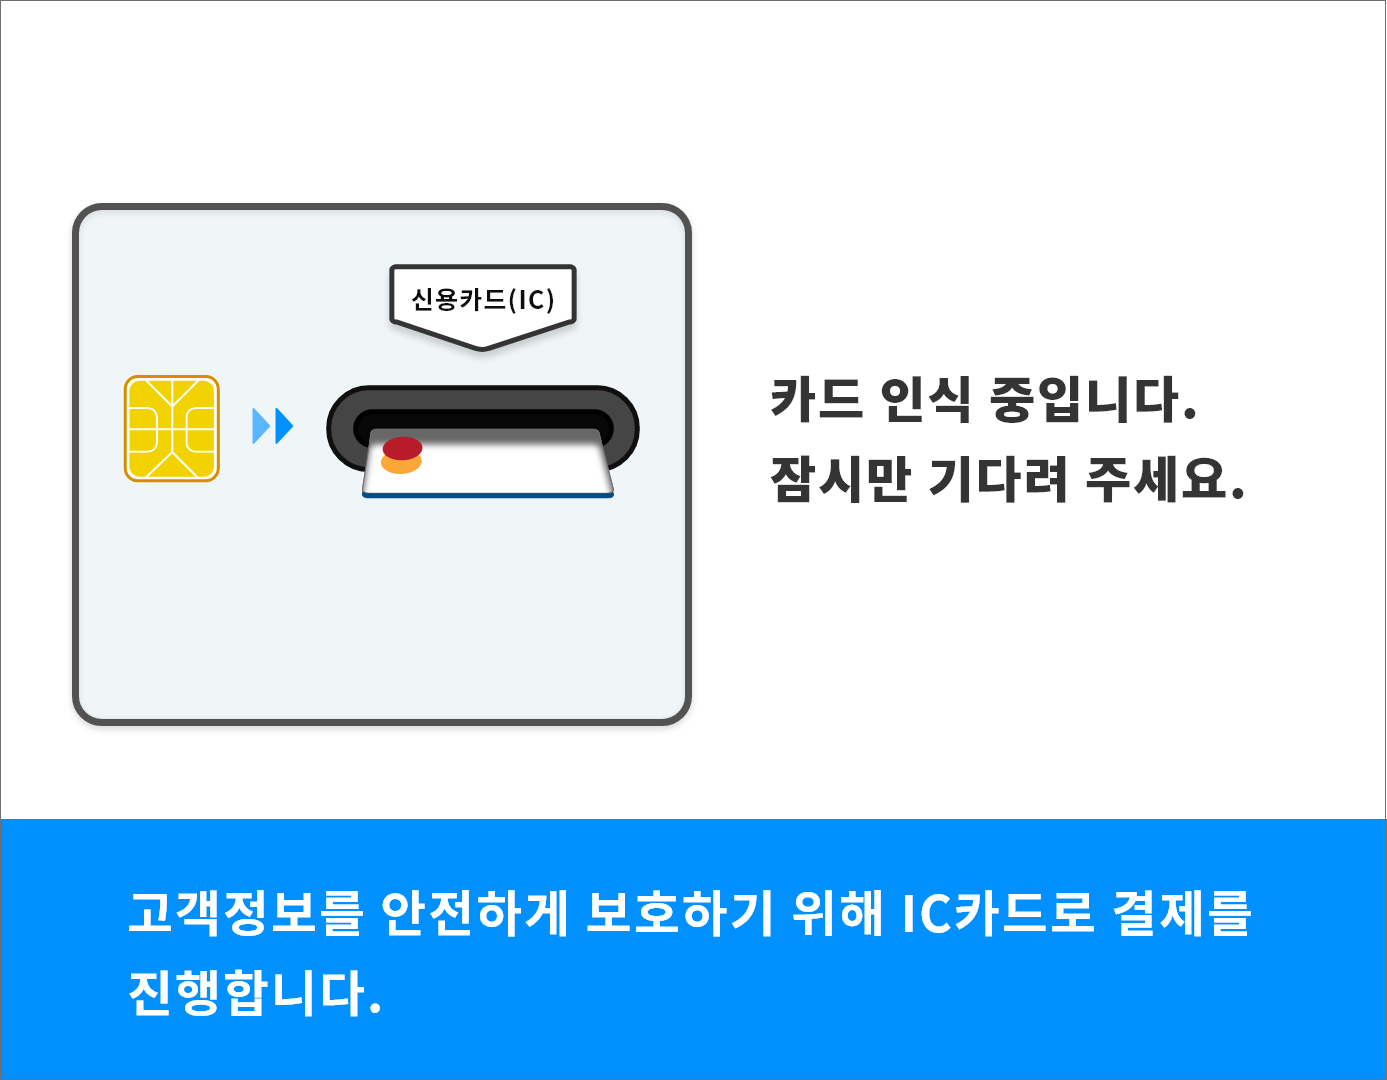 신용카드(IC)
카드 인식 중입니다.
잠시만 기다려 주세요.
고객정보를 안전하게 보호하기 위해 IC카드로 결제를
진행합니다.